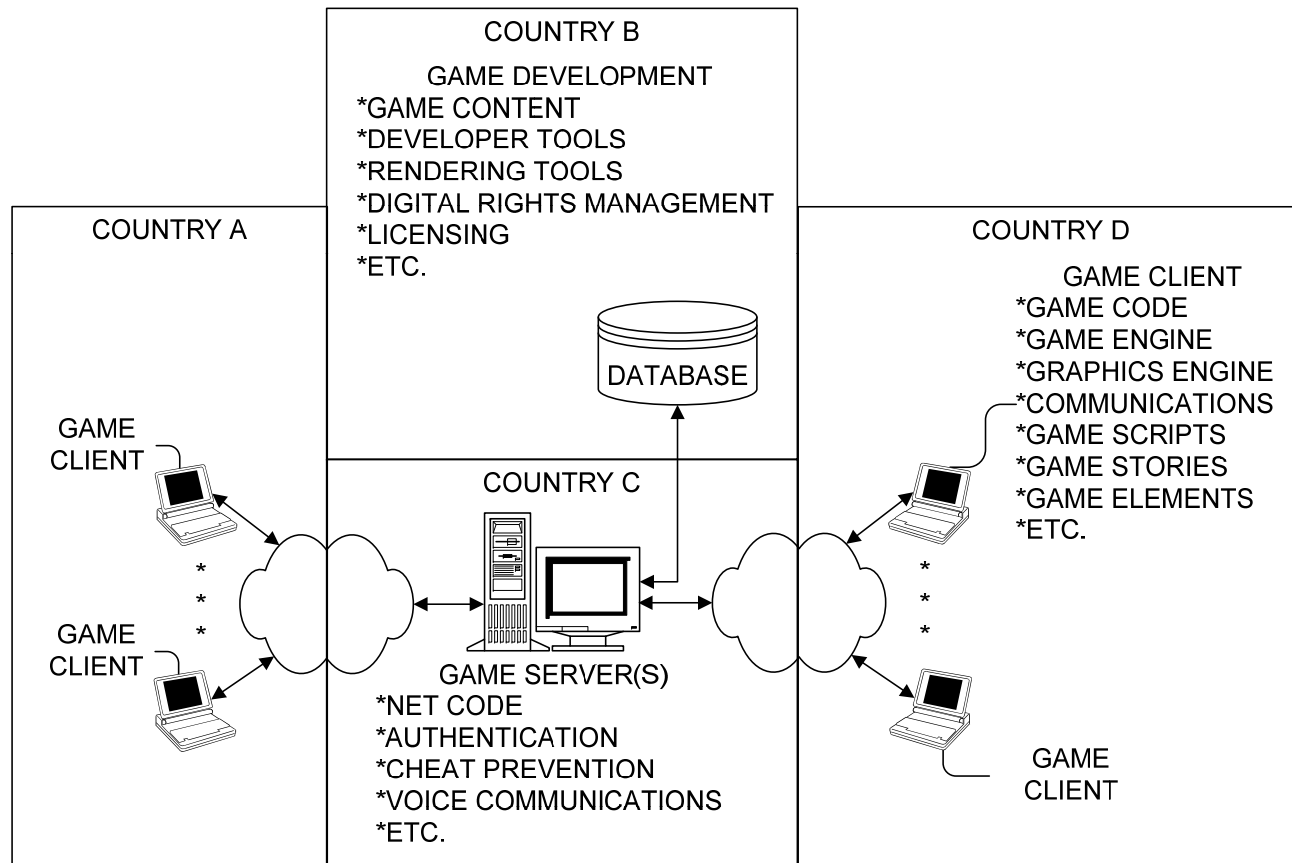 COUNTRY B
GAME DEVELOPMENT
*GAME CONTENT
*DEVELOPER TOOLS
*RENDERING TOOLS
*DIGITAL RIGHTS MANAGEMENT
*LICENSING
*ETC.
DATABASE
COUNTRY A
GAME
CLIENT
*
*
*
GAME
CLIENT
COUNTRY C
GAME SERVER(S)
*NET CODE
*AUTHENTICATION
*CHEAT PREVENTION
*VOICE COMMUNICATIONS
*ETC.
COUNTRY D
GAME CLIENT
*GAME CODE
*GAME ENGINE
*GRAPHICS ENGINE
*COMMUNICATIONS
*GAME SCRIPTS
*GAME STORIES
*GAME ELEMENTS
*ETC.
*
*
*
GAME
CLIENT